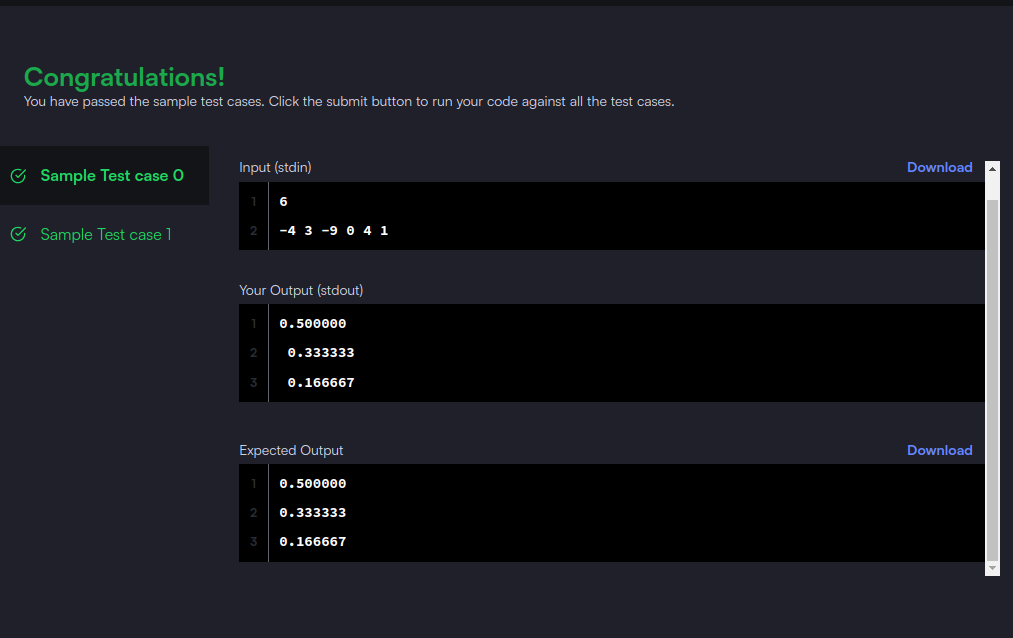 Congratulations!
You have passed the sample test cases. Click the submit button to run your code against all the test cases.
Sample Test case 0
Sample Test case 1
Input (stdin)
Download
1 6
2 -4 3 -9 0 4 1
Your Output (stdout)
1 0.500000
2  0.333333
3  0.166667
Expected Output
Download
1 0.500000
2 0.333333
3 0.166667